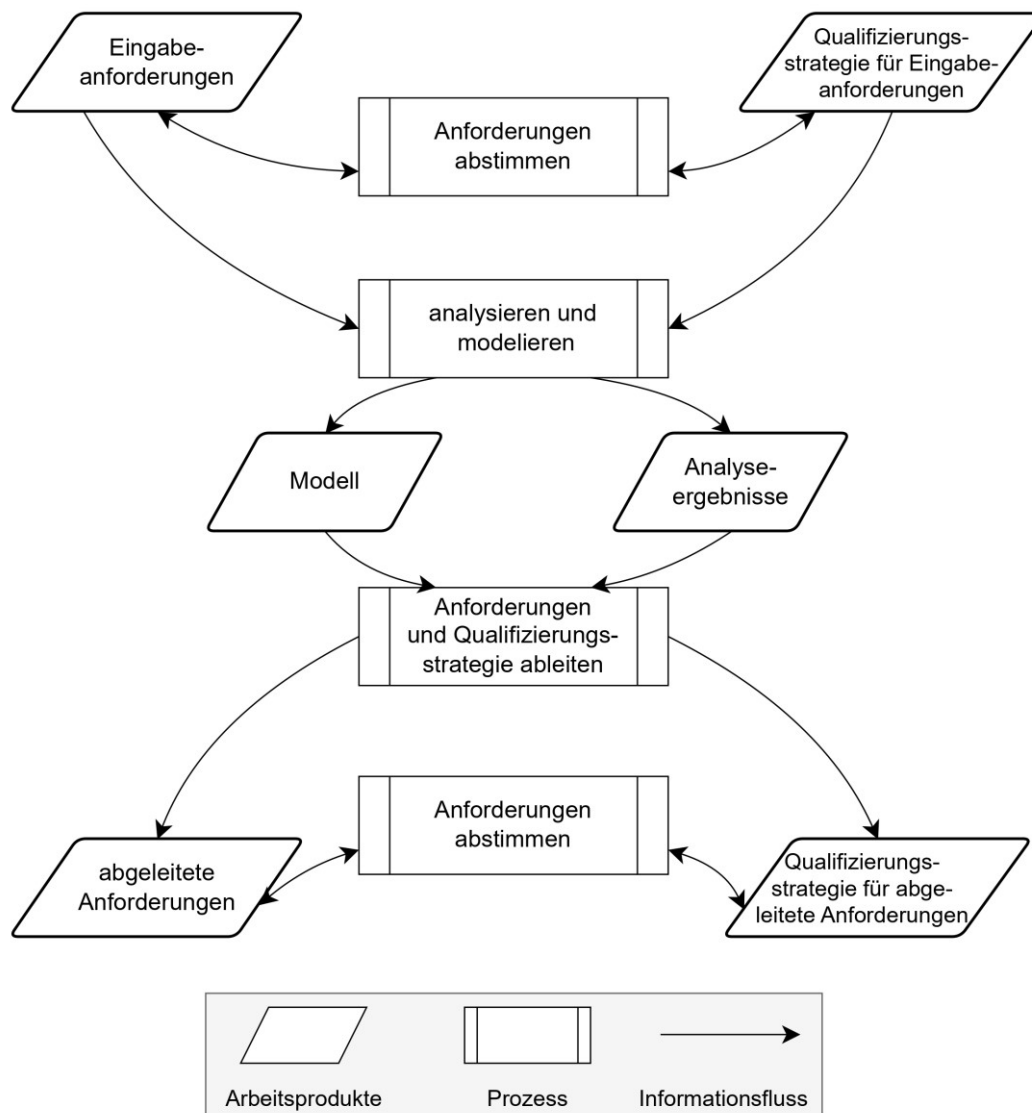 Eingabe-
anforderungen
Qualifizierungs-
strategie für Eingabe-
anforderungen
Anforderungen
abstimmen
analysieren und
modelieren
Modell
Analyse-
ergebnisse
Anforderungen
und Qualifizierungs-
strategie ableiten
Anforderungen
abstimmen
abgeleitete
Anforderungen
Qualifizierungs-
strategie für abge-
leitete Anforderungen
Arbeitsprodukte
Prozess
Informationsfluss